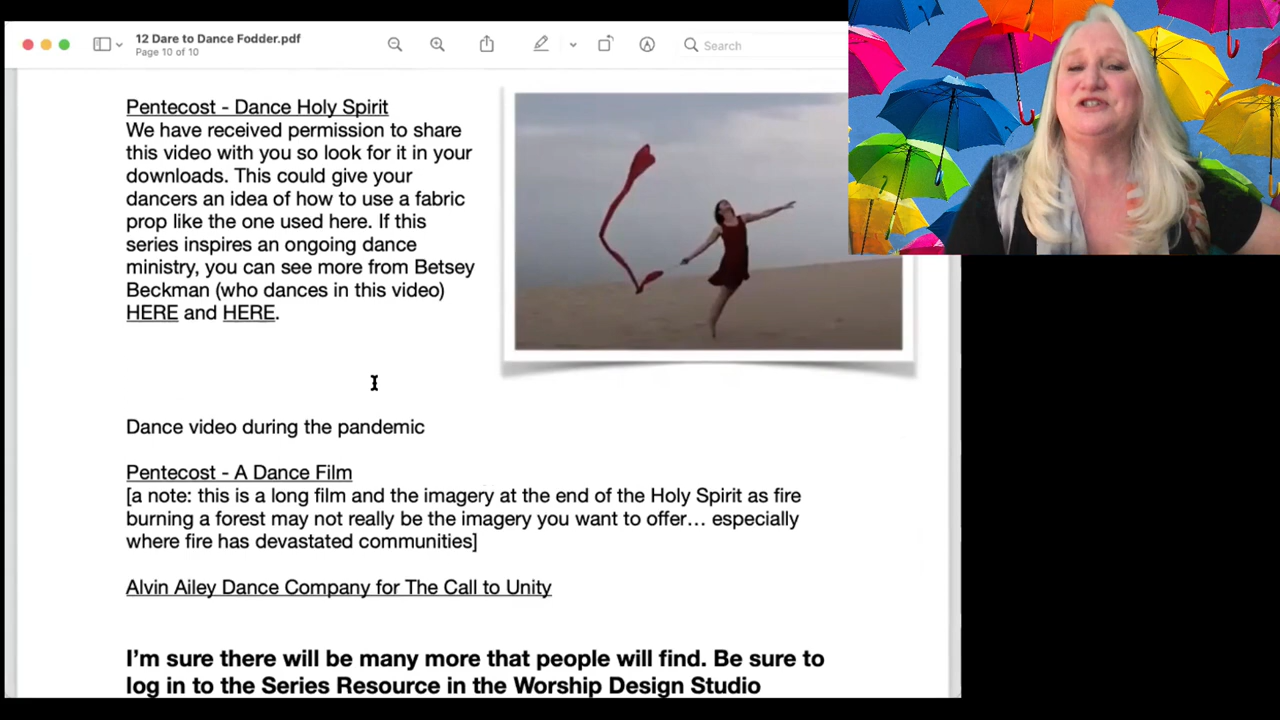 12 Dare to Dance Fodder.pdf
Page 10 of 10
Search
Pentecost - Dance Holy Spirit
We have received permission to share
this video with you so look for it in your
downloads. This could give your
dancers an idea of how to use a fabric
prop like the one used here. If this
series inspires an ongoing dance
ministry, you can see more from Betsey
Beckman (who dances in this video)
HERE and HERE.
Dance video during the pandemic
Pentecost - A Dance Film
[a note: this is a long film and the imagery at the end of the Holy Spirit as fire
burning a forest may not really be the imagery you want to offer… especially
where fire has devastated communities]
Alvin Ailey Dance Company for The Call to Unity
I’m sure there will be many more that people will find. Be sure to
log in to the Series Resource in the Worship Design Studio